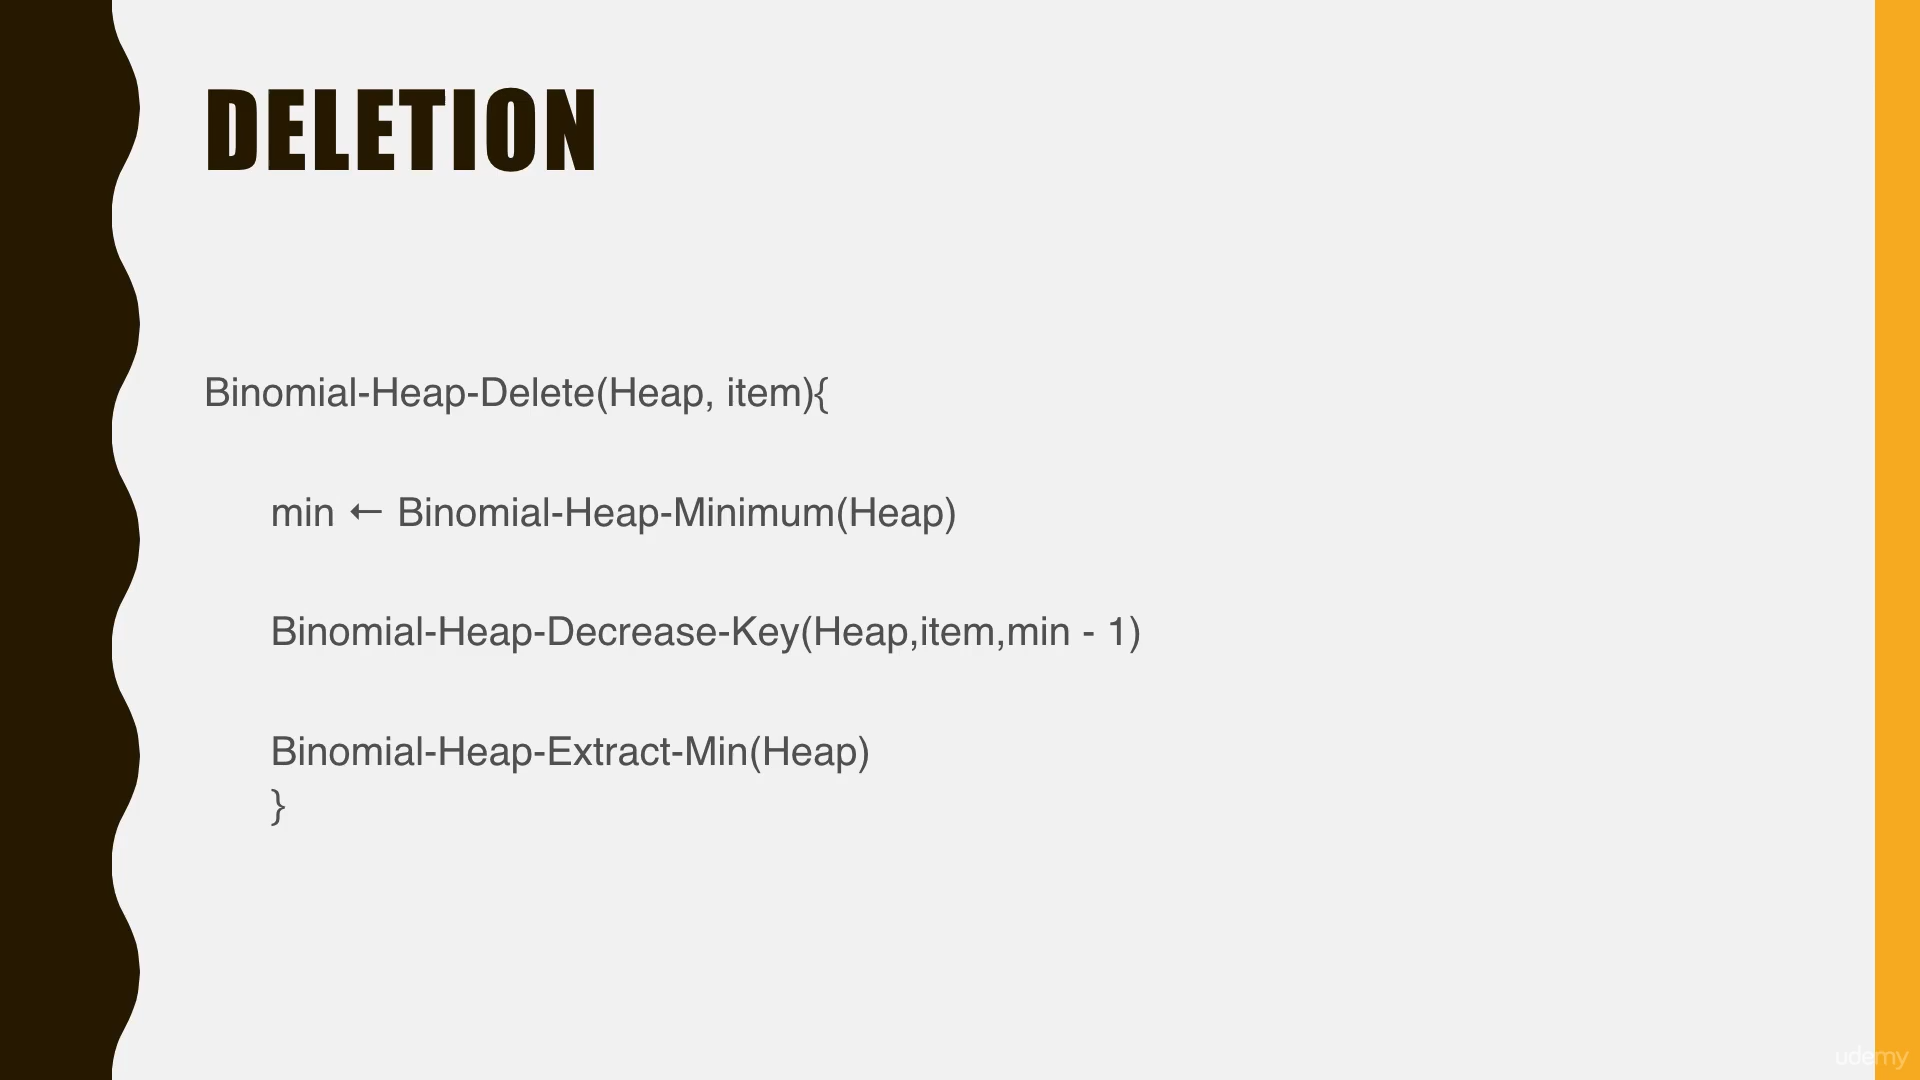 DELETION
Binomial-Heap-Delete(Heap, item){
min ← Binomial-Heap-Minimum(Heap)
Binomial-Heap-Decrease-Key(Heap,item,min - 1)
Binomial-Heap-Extract-Min(Heap)
}
udemy